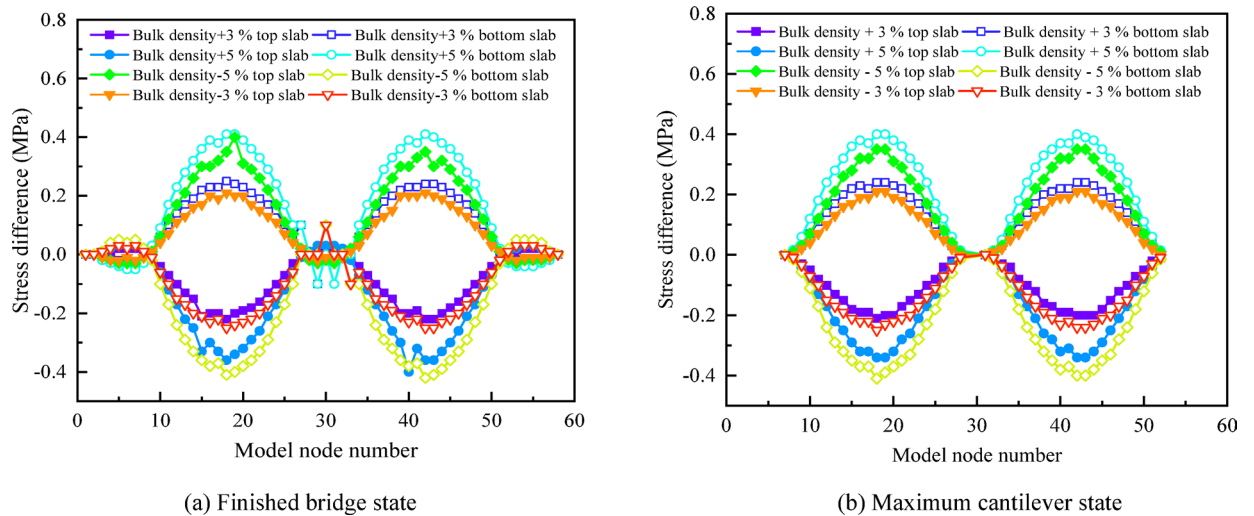 Bulk density+3 % top slab Bulk density+3 % bottom slab
Bulk density+5 % top slab Bulk density+5 % bottom slab
Bulk density-5 % top slab Bulk density-5 % bottom slab
Bulk density-3 % top slab Bulk density-3 % bottom slab
0.8
0.6
0.4
0.2
0.0
-0.2
-0.4
Stress difference (MPa)
0 10 20 30 40 50 60
Model node number
(a) Finished bridge state
Bulk density + 3 % top slab Bulk density + 3 % bottom slab
Bulk density + 5 % top slab Bulk density + 5 % bottom slab
Bulk density - 5 % top slab Bulk density - 5 % bottom slab
Bulk density - 3 % top slab Bulk density - 3 % bottom slab
0.8
0.6
0.4
0.2
0.0
-0.2
-0.4
Stress difference (MPa)
0 10 20 30 40 50 60
Model node number
(b) Maximum cantilever state